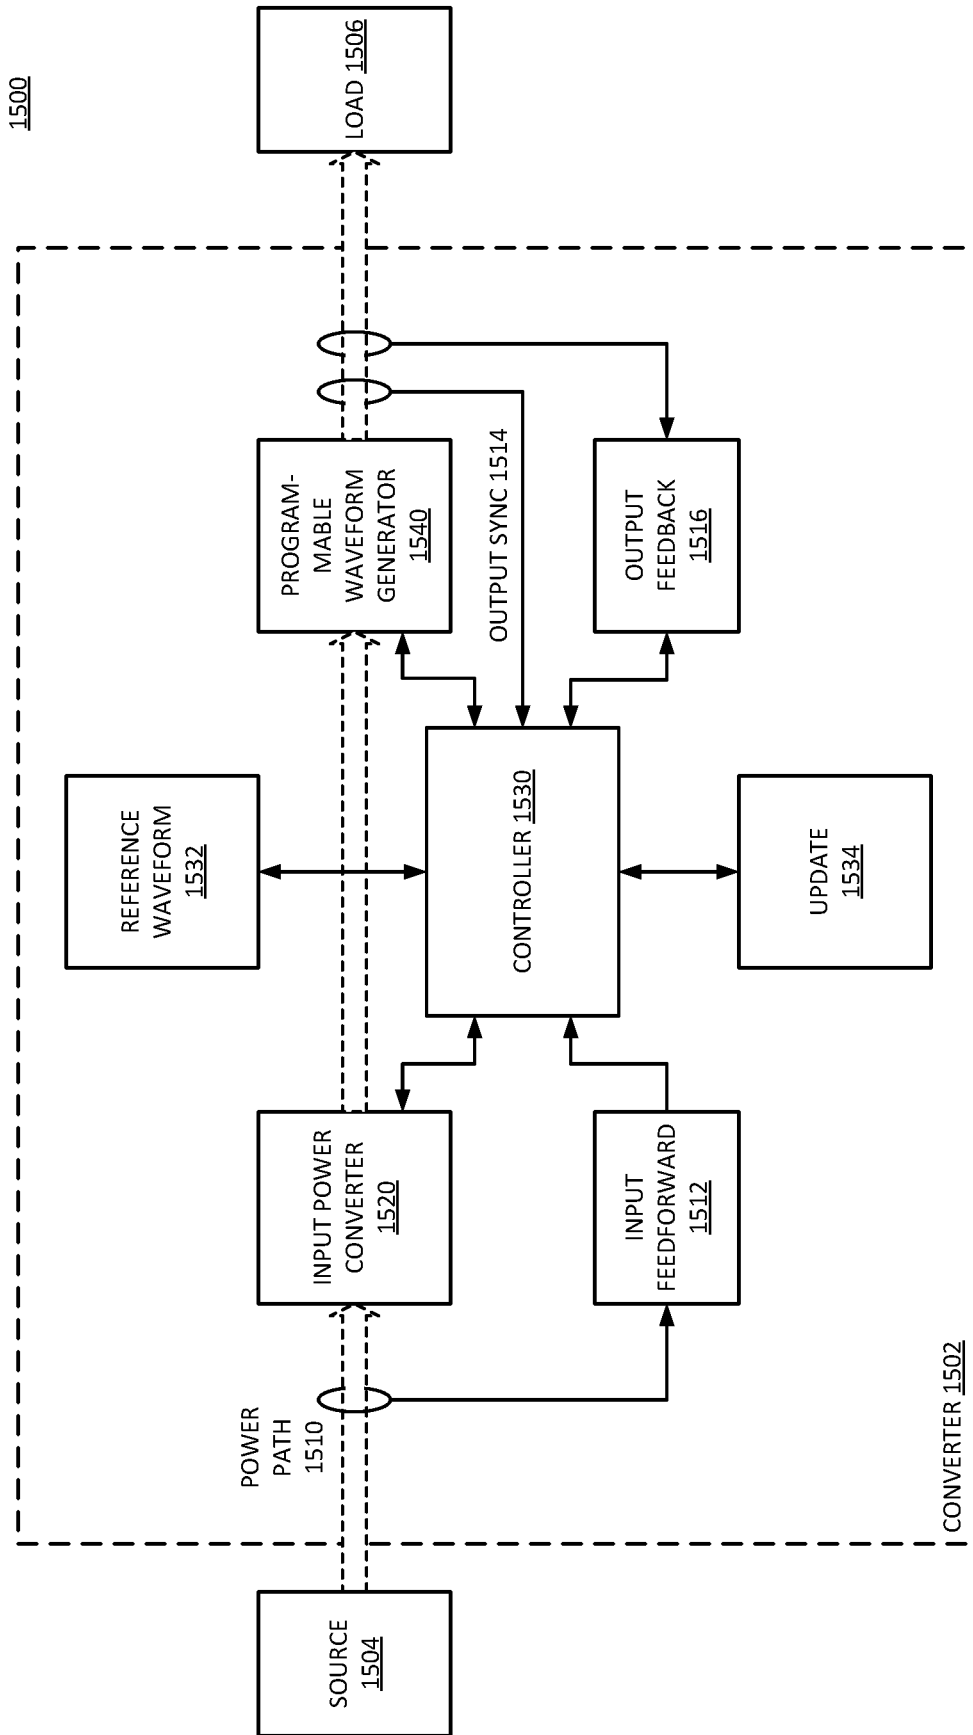 1500
REFERENCE
WAVEFORM
1532
SOURCE
1504
POWER
PATH
1510
INPUT POWER
CONVERTER
1520
PROGRAM-
MABLE
WAVEFORM
GENERATOR
1540
LOAD 1506
CONTROLLER 1530
OUTPUT SYNC 1514
INPUT
FEEDFORWARD
1512
OUTPUT
FEEDBACK
1516
UPDATE
1534
CONVERTER 1502